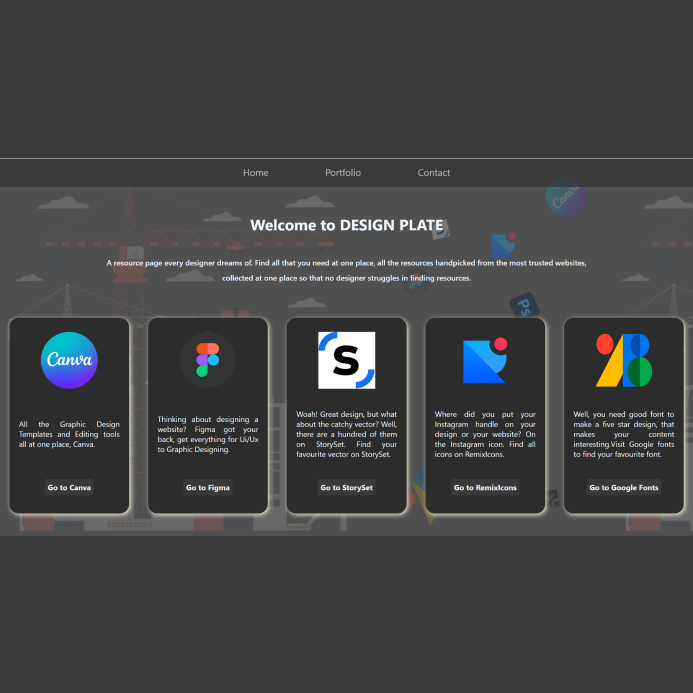 Home Portfolio Contact
Canva
Welcome to DESIGN PLATE
A resource page every designer dreams of. Find all that you need at one place, all the resources handpicked from the most trusted websites,
collected at one place so that no designer struggles in finding resources.
Ps
Canva
All the Graphic Design
Templates and Editing tools
all at one place, Canva.
Go to Canva
Thinking about designing a
website? Figma got your
back, get everything for Ui/Ux
to Graphic Designing.
Go to Figma
S
Woah! Great design, but what
about the catchy vector? Well,
there are a hundred of them
on StorySet. Find your
favourite vector on StorySet.
Go to StorySet
Where did you put your
Instagram handle on your
design or your website? On
the Instagram icon. Find all
icons on RemixIcons.
Go to RemixIcons
Well, you need good font to
make a five star design, that
makes your content
interesting.Visit Google fonts
to find your favourite font.
Go to Google Fonts